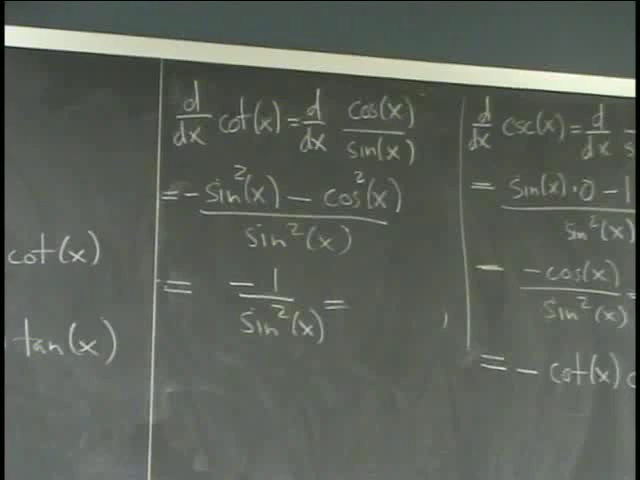 cot(x)
tan(x)
d/dx cot(x) = d/dx cos(x)/sin(x)
= -sin²(x) - cos²(x) / sin²(x)
= -1/sin²(x) =
d/dx csc(x) = d/dx
= sin(x)·0 - 1 / sin²(x)
- -cos(x)/sin²(x) =
= - cot(x)